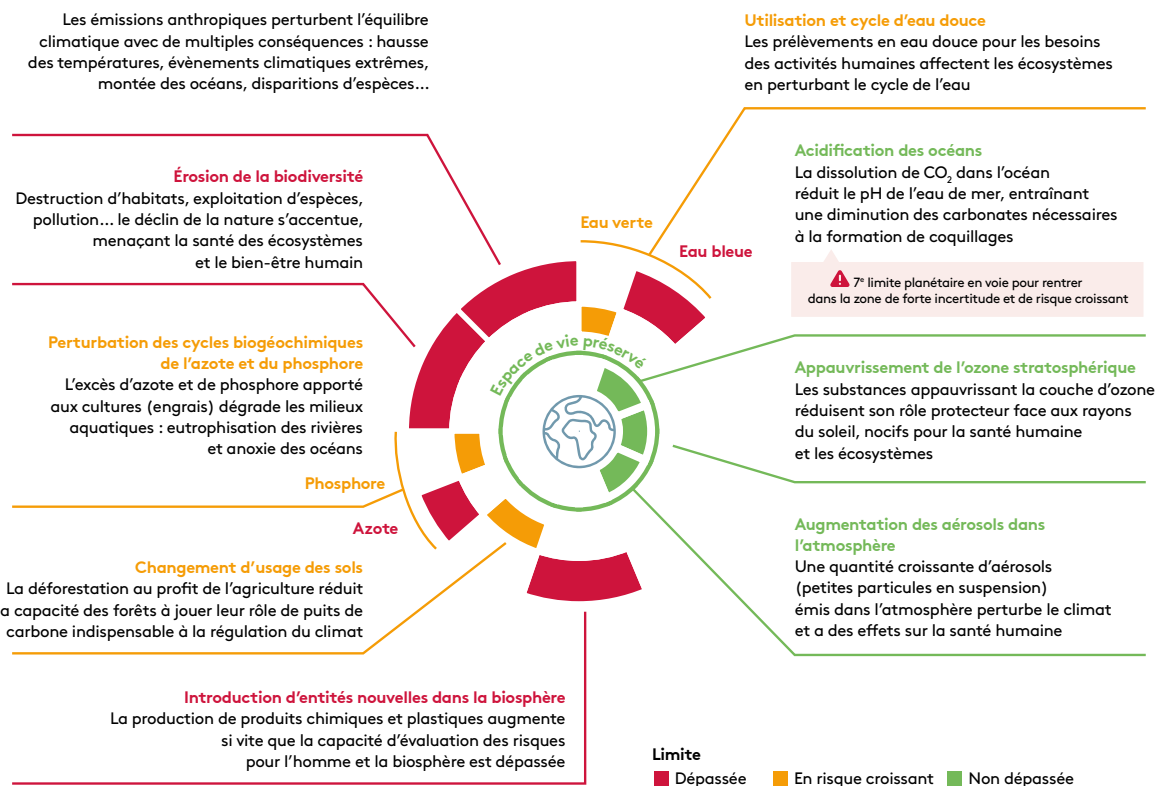 Les émissions anthropiques perturbent l'équilibre
climatique avec de multiples conséquences : hausse
des températures, évènements climatiques extrêmes,
montée des océans, disparitions d'espèces...
Érosion de la biodiversité
Destruction d'habitats, exploitation d'espèces,
pollution... le déclin de la nature s'accentue,
menaçant la santé des écosystèmes
et le bien-être humain
Perturbation des cycles biogéochimiques
de l'azote et du phosphore
L'excès d'azote et de phosphore apporté
aux cultures (engrais) dégrade les milieux
aquatiques : eutrophisation des rivières
et anoxie des océans
Phosphore
Azote
Changement d'usage des sols
La déforestation au profit de l'agriculture réduit
a capacité des forêts à jouer leur rôle de puits de
carbone indispensable à la régulation du climat
Introduction d'entités nouvelles dans la biosphère
La production de produits chimiques et plastiques augmente
si vite que la capacité d'évaluation des risques
pour l'homme et la biosphère est dépassée
Eau verte
Eau bleue
Espace de vie préservé
Utilisation et cycle d'eau douce
Les prélèvements en eau douce pour les besoins
des activités humaines affectent les écosystèmes
en perturbant le cycle de l'eau
Acidification des océans
La dissolution de CO₂ dans l'océan
réduit le pH de l'eau de mer, entraînant
une diminution des carbonates nécessaires
à la formation de coquillages
7ᵉ limite planétaire en voie pour rentrer
dans la zone de forte incertitude et de risque croissant
Appauvrissement de l'ozone stratosphérique
Les substances appauvrissant la couche d'ozone
réduisent son rôle protecteur face aux rayons
du soleil, nocifs pour la santé humaine
et les écosystèmes
Augmentation des aérosols dans
l'atmosphère
Une quantité croissante d'aérosols
(petites particules en suspension)
émis dans l'atmosphère perturbe le climat
et a des effets sur la santé humaine
Limite
Dépassée
En risque croissant
Non dépassée